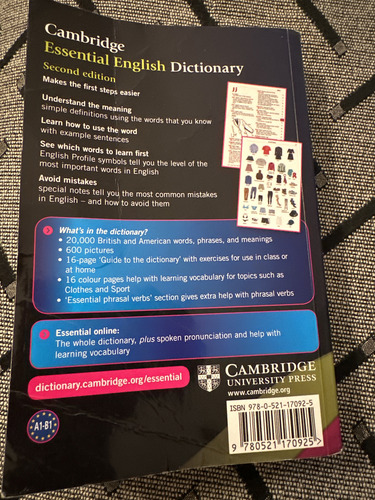 Cambridge
Essential English Dictionary
Second edition
Makes the first steps easier
Understand the meaning
simple definitions using the words that you know
Learn how to use the word
with example sentences
See which words to learn first
English Profile symbols tell you the level of the
most important words in English
Avoid mistakes
special notes tell you the most common mistakes
in English – and how to avoid them
What's in the dictionary?
• 20,000 British and American words, phrases, and meanings
• 600 pictures
• 16-page 'Guide to the dictionary' with exercises for use in class or
at home
• 16 colour pages help with learning vocabulary for topics such as
Clothes and Sport
• 'Essential phrasal verbs' section gives extra help with phrasal verbs
Essential online:
The whole dictionary, plus spoken pronunciation and help with
learning vocabulary
dictionary.cambridge.org/essential
CAMBRIDGE
UNIVERSITY PRESS
www.cambridge.org
A1-B1
ISBN 978-0-521-17092-5
9 780521 170925 >